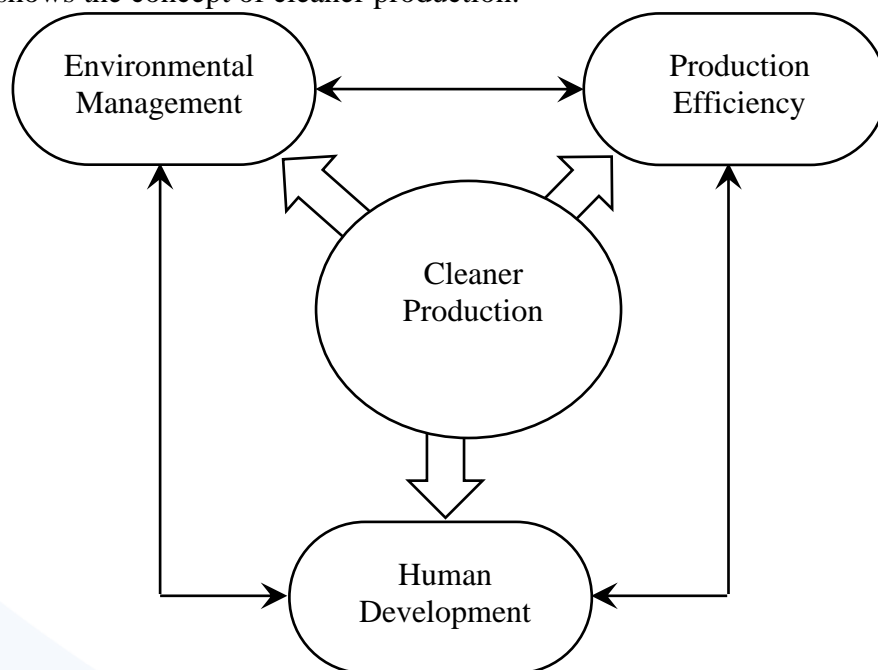 shows the concept of cleaner production.
Environmental
Management
Production
Efficiency
Cleaner
Production
Human
Development